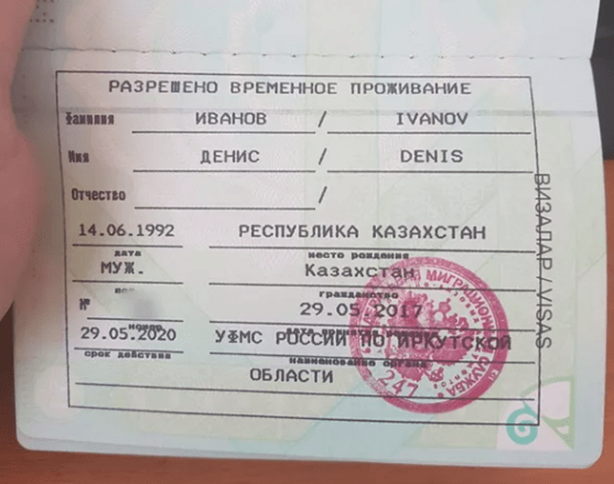 РАЗРЕШЕНО ВРЕМЕННОЕ ПРОЖИВАНИЕ
Фамилия ИВАНОВ / IVANOV
Имя ДЕНИС / DENIS
Отчество /
14.06.1992 РЕСПУБЛИКА КАЗАХСТАН
дата место рождения
МУЖ. Казахстан
пол гражданство
№ 29.05.2017
номер дата принятия
29.05.2020 УФМС РОССИИ ПО ИРКУТСКОЙ
срок действия наименование органа
ОБЛАСТИ
ВИЗАЛАР / VISAS
МИГРАЦИОННАЯ СЛУЖБА
247